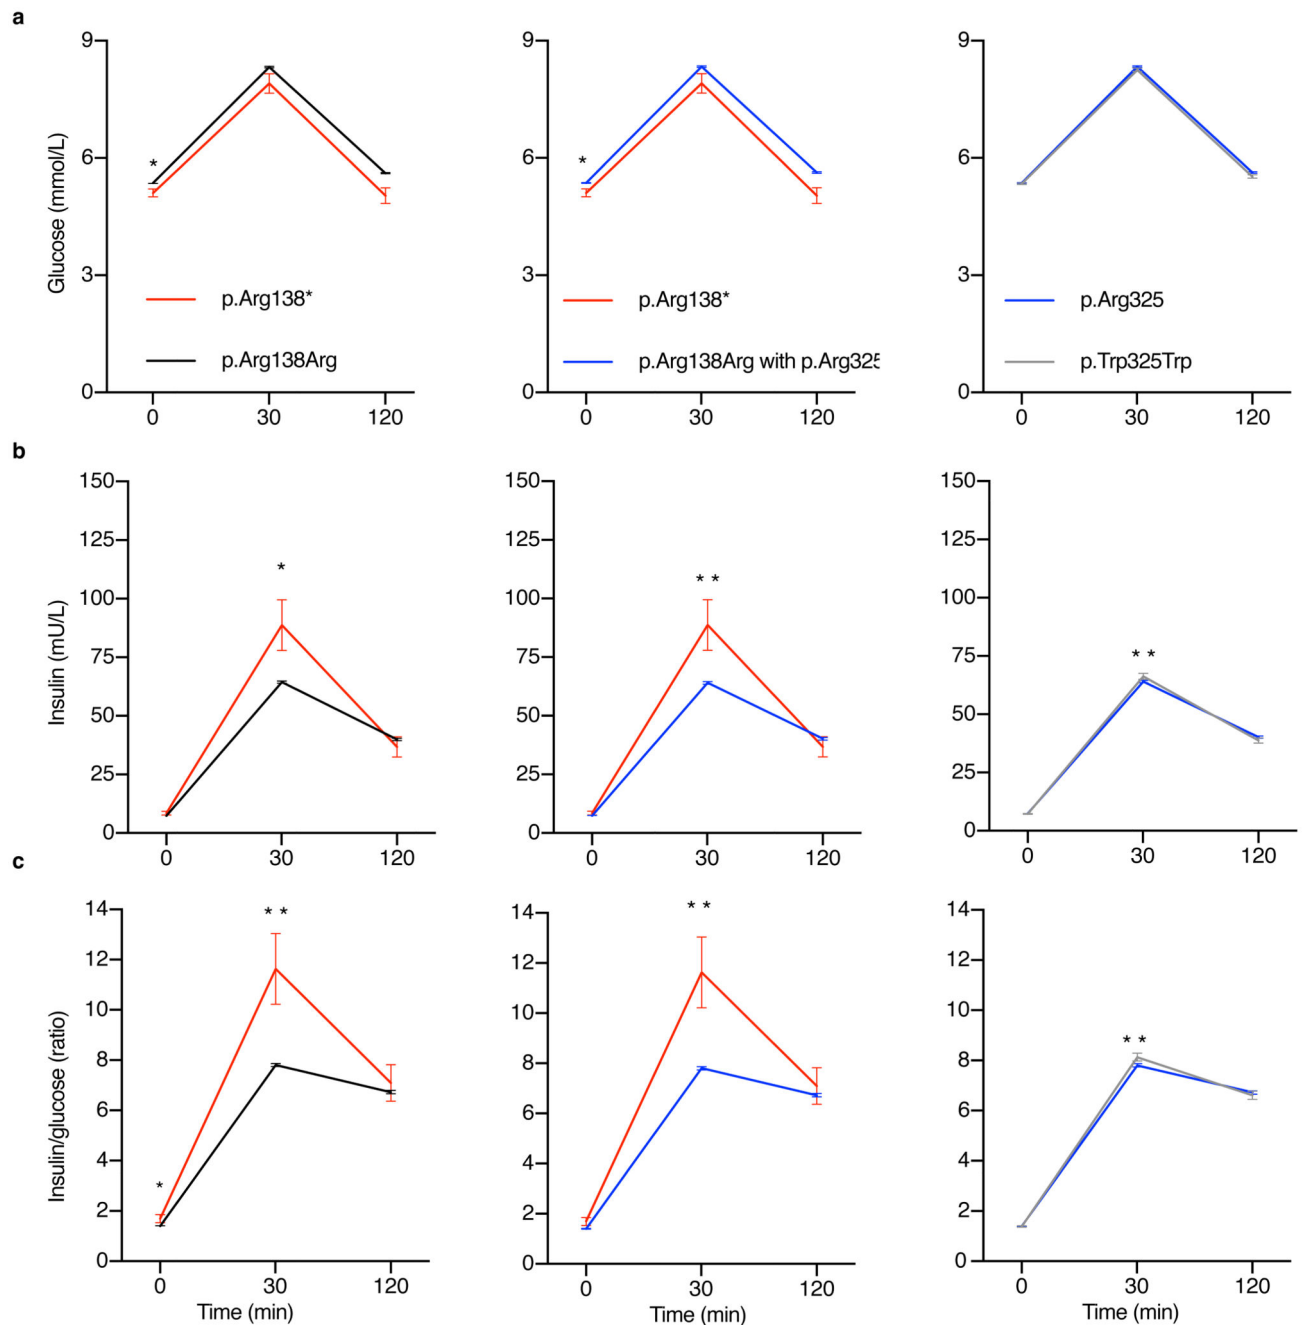 a
9
6
3
0
Glucose (mmol/L)
*
p.Arg138*
p.Arg138Arg
0 30 120
9
6
3
0
*
p.Arg138*
p.Arg138Arg with p.Arg325
0 30 120
9
6
3
0
p.Arg325
p.Trp325Trp
0 30 120
b
150
125
100
75
50
25
0
Insulin (mU/L)
*
0 30 120
150
125
100
75
50
25
0
* *
0 30 120
150
125
100
75
50
25
0
* *
0 30 120
c
14
12
10
8
6
4
2
0
Insulin/glucose (ratio)
* *
*
0 30 120
Time (min)
14
12
10
8
6
4
2
0
* *
0 30 120
Time (min)
14
12
10
8
6
4
2
0
* *
0 30 120
Time (min)